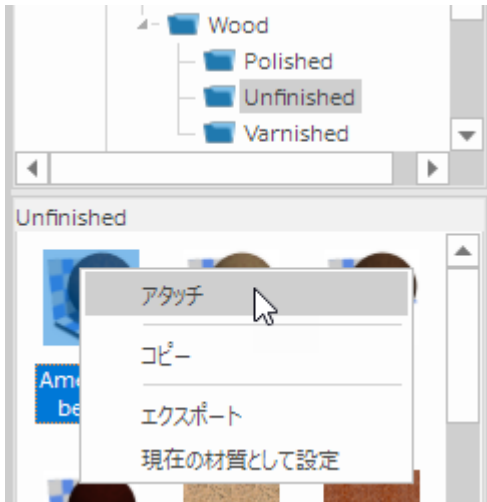 Wood
Polished
Unfinished
Varnished
Unfinished
アタッチ
コピー
エクスポート
現在の材質として設定